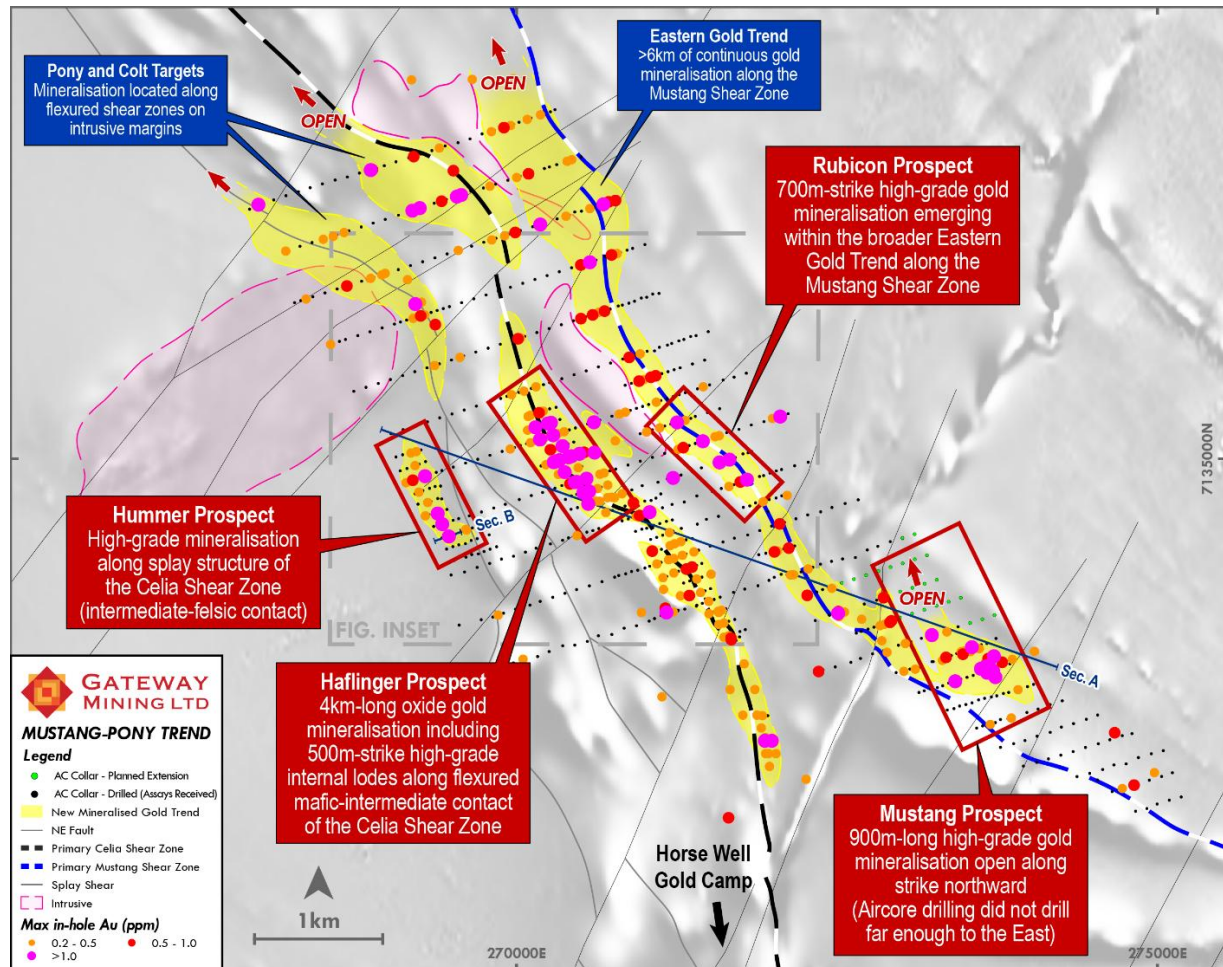 Pony and Colt Targets
Mineralisation located along
flexured shear zones on
intrusive margins
OPEN
OPEN
Eastern Gold Trend
>6km of continuous gold
mineralisation along the
Mustang Shear Zone
Rubicon Prospect
700m-strike high-grade gold
mineralisation emerging
within the broader Eastern
Gold Trend along the
Mustang Shear Zone
7135000N
Hummer Prospect
High-grade mineralisation
along splay structure of
the Celia Shear Zone
(intermediate-felsic contact)
Sec. B
OPEN
Sec. A
FIG. INSET
Haflinger Prospect
4km-long oxide gold
mineralisation including
500m-strike high-grade
internal lodes along flexured
mafic-intermediate contact
of the Celia Shear Zone
Mustang Prospect
900m-long high-grade gold
mineralisation open along
strike northward
(Aircore drilling did not drill
far enough to the East)
Horse Well
Gold Camp
GATEWAY
MINING LTD
MUSTANG-PONY TREND
Legend
AC Collar - Planned Extension
AC Collar - Drilled (Assays Received)
New Mineralised Gold Trend
NE Fault
Primary Celia Shear Zone
Primary Mustang Shear Zone
Splay Shear
Intrusive
Max in-hole Au (ppm)
0.2 - 0.5
0.5 - 1.0
>1.0
1km
270000E
275000E